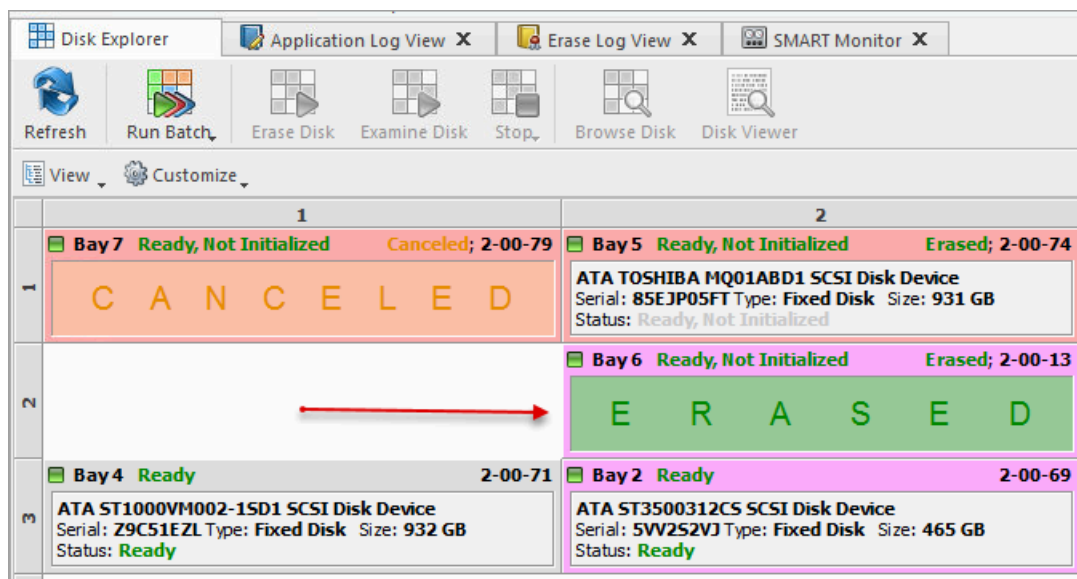 Disk Explorer Application Log View X Erase Log View X SMART Monitor X
Refresh Run Batch Erase Disk Examine Disk Stop Browse Disk Disk Viewer
View Customize
1 2
1
Bay 7 Ready, Not Initialized Canceled; 2-00-79
C A N C E L E D
Bay 5 Ready, Not Initialized Erased; 2-00-74
ATA TOSHIBA MQ01ABD1 SCSI Disk Device
Serial: 85EJP05FT Type: Fixed Disk Size: 931 GB
Status: Ready, Not Initialized
2
Bay 6 Ready, Not Initialized Erased; 2-00-13
E R A S E D
3
Bay 4 Ready 2-00-71
ATA ST1000VM002-1SD1 SCSI Disk Device
Serial: Z9C51EZL Type: Fixed Disk Size: 932 GB
Status: Ready
Bay 2 Ready 2-00-69
ATA ST3500312CS SCSI Disk Device
Serial: 5VV2S2VJ Type: Fixed Disk Size: 465 GB
Status: Ready